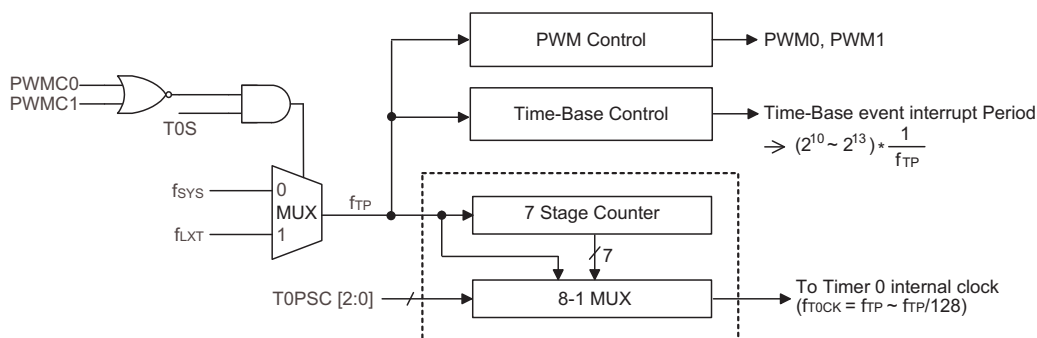 PWM Control
PWM0, PWM1
PWMC0
PWMC1
T0S
Time-Base Control
Time-Base event interrupt Period
→ (2^10 ~ 2^13) * 1/fTP
fSYS
0
MUX
fTP
fLXT
1
7 Stage Counter
7
T0PSC [2:0]
8-1 MUX
To Timer 0 internal clock
(fT0CK = fTP ~ fTP/128)